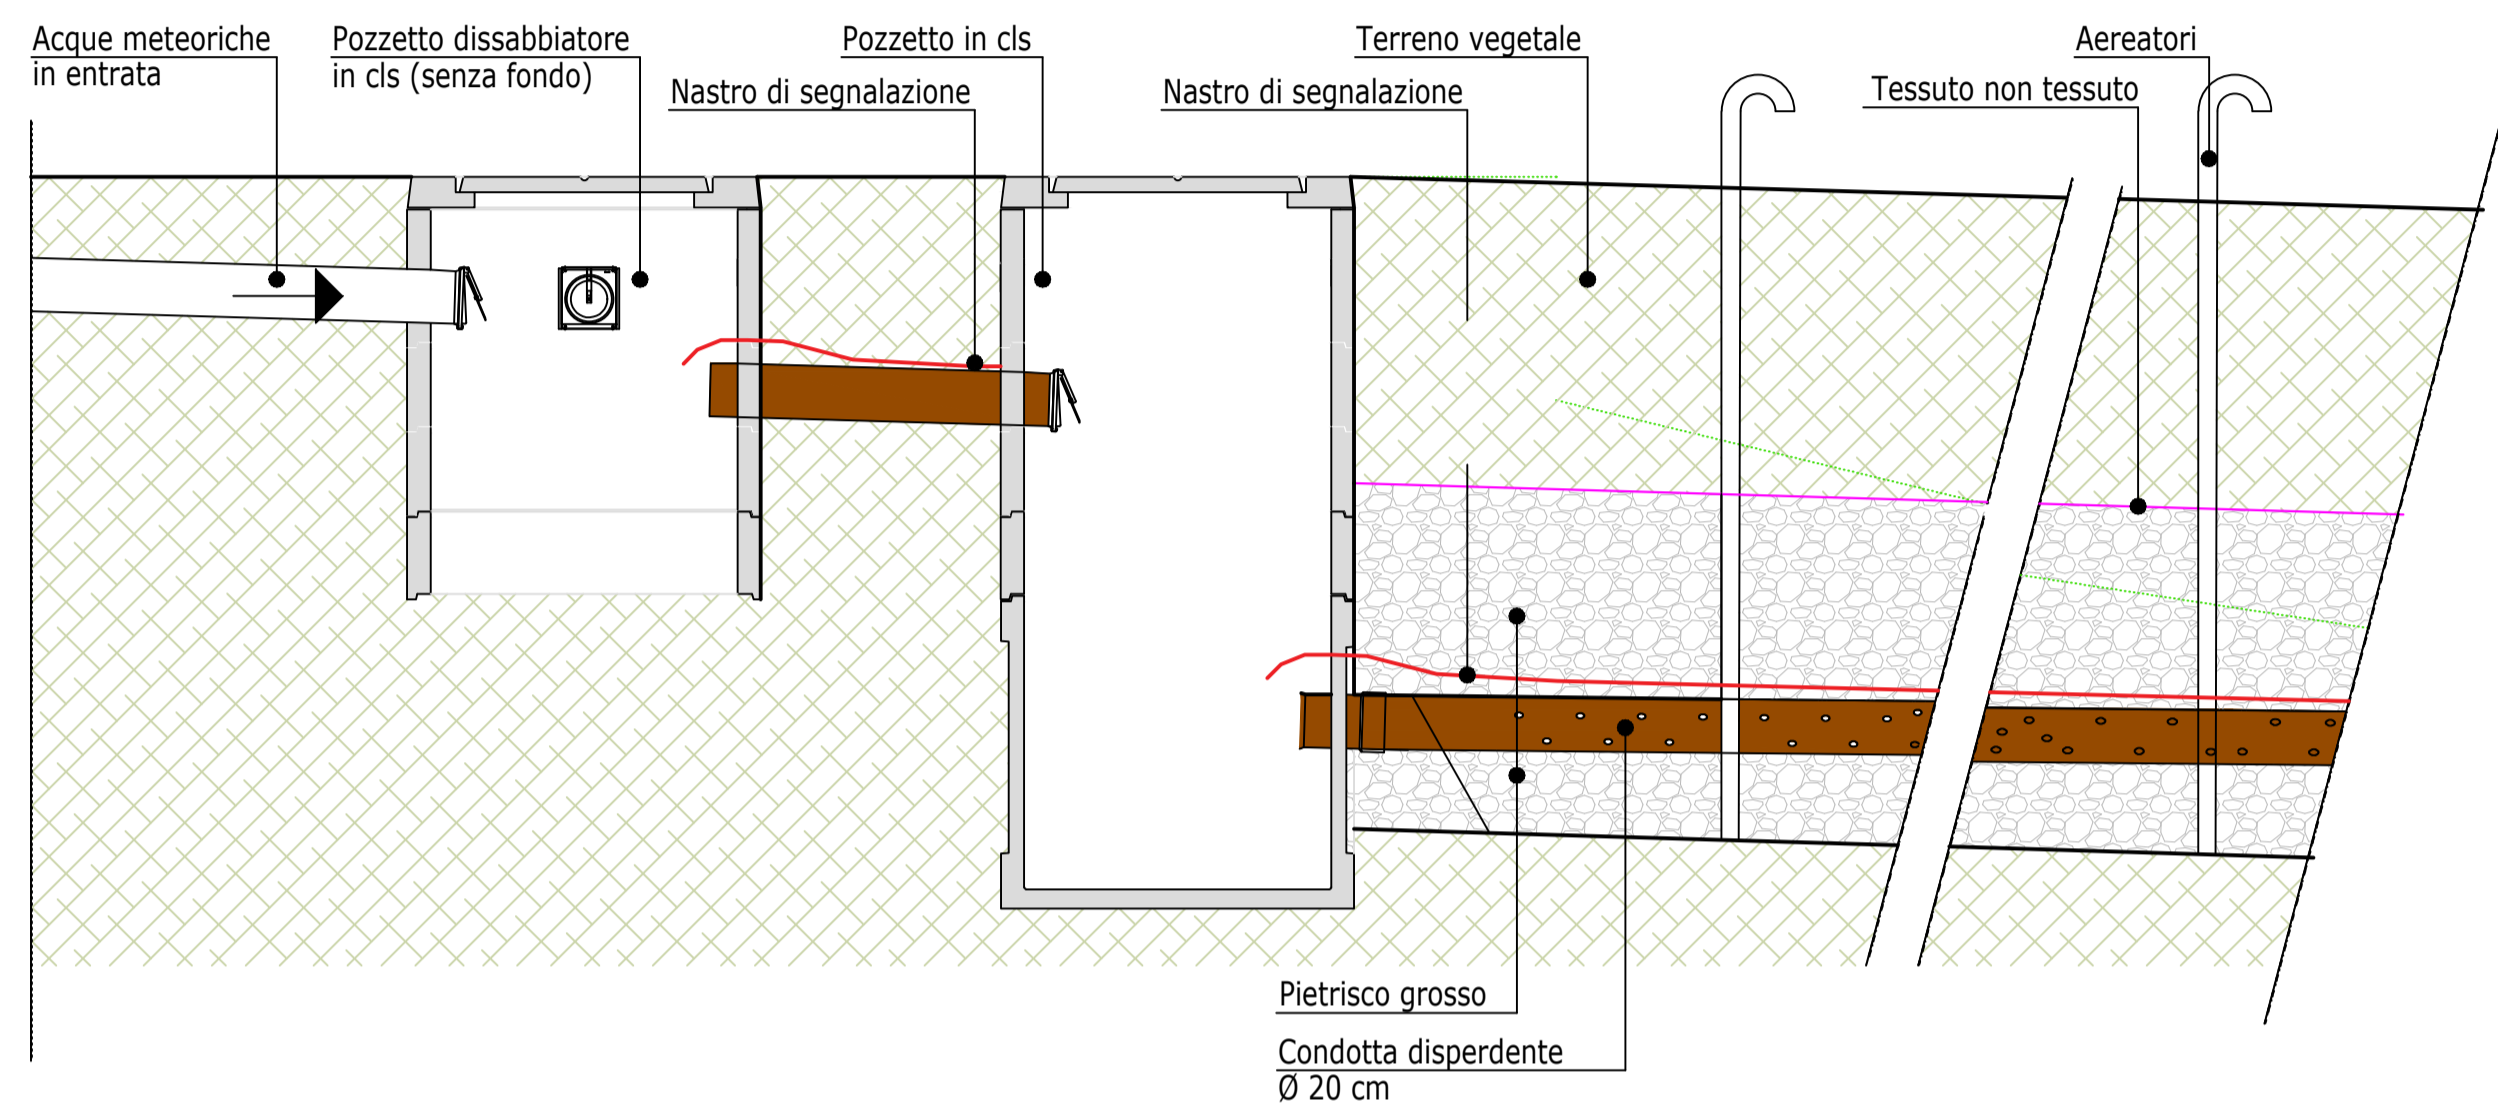 Acque meteoriche
in entrata
Pozzetto dissabbiatore
in cls (senza fondo)
Nastro di segnalazione
Pozzetto in cls
Nastro di segnalazione
Terreno vegetale
Tessuto non tessuto
Aereatori
Pietrisco grosso
Condotta disperdente
Ø 20 cm